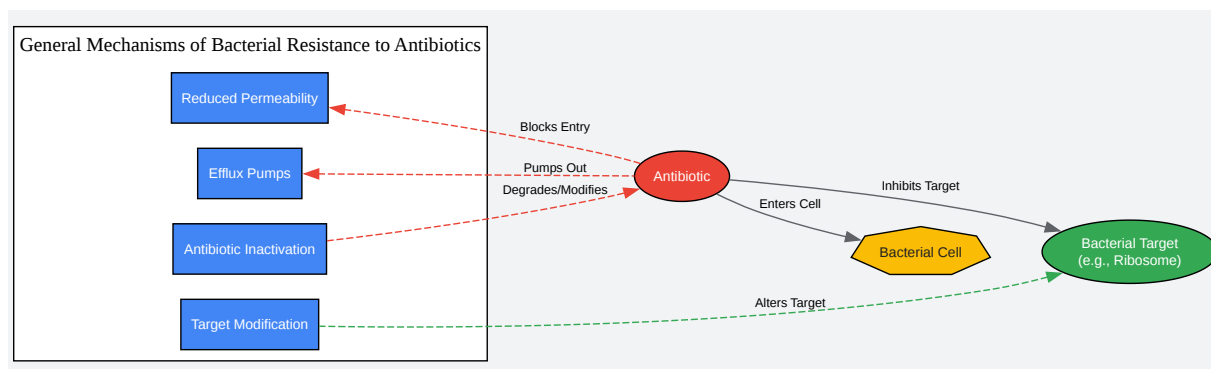 General Mechanisms of Bacterial Resistance to Antibiotics
Reduced Permeability
Blocks Entry
Efflux Pumps
Pumps Out
Antibiotic
Degrades/Modifies
Inhibits Target
Enters Cell
Antibiotic Inactivation
Bacterial Cell
Bacterial Target
(e.g., Ribosome)
Target Modification
Alters Target